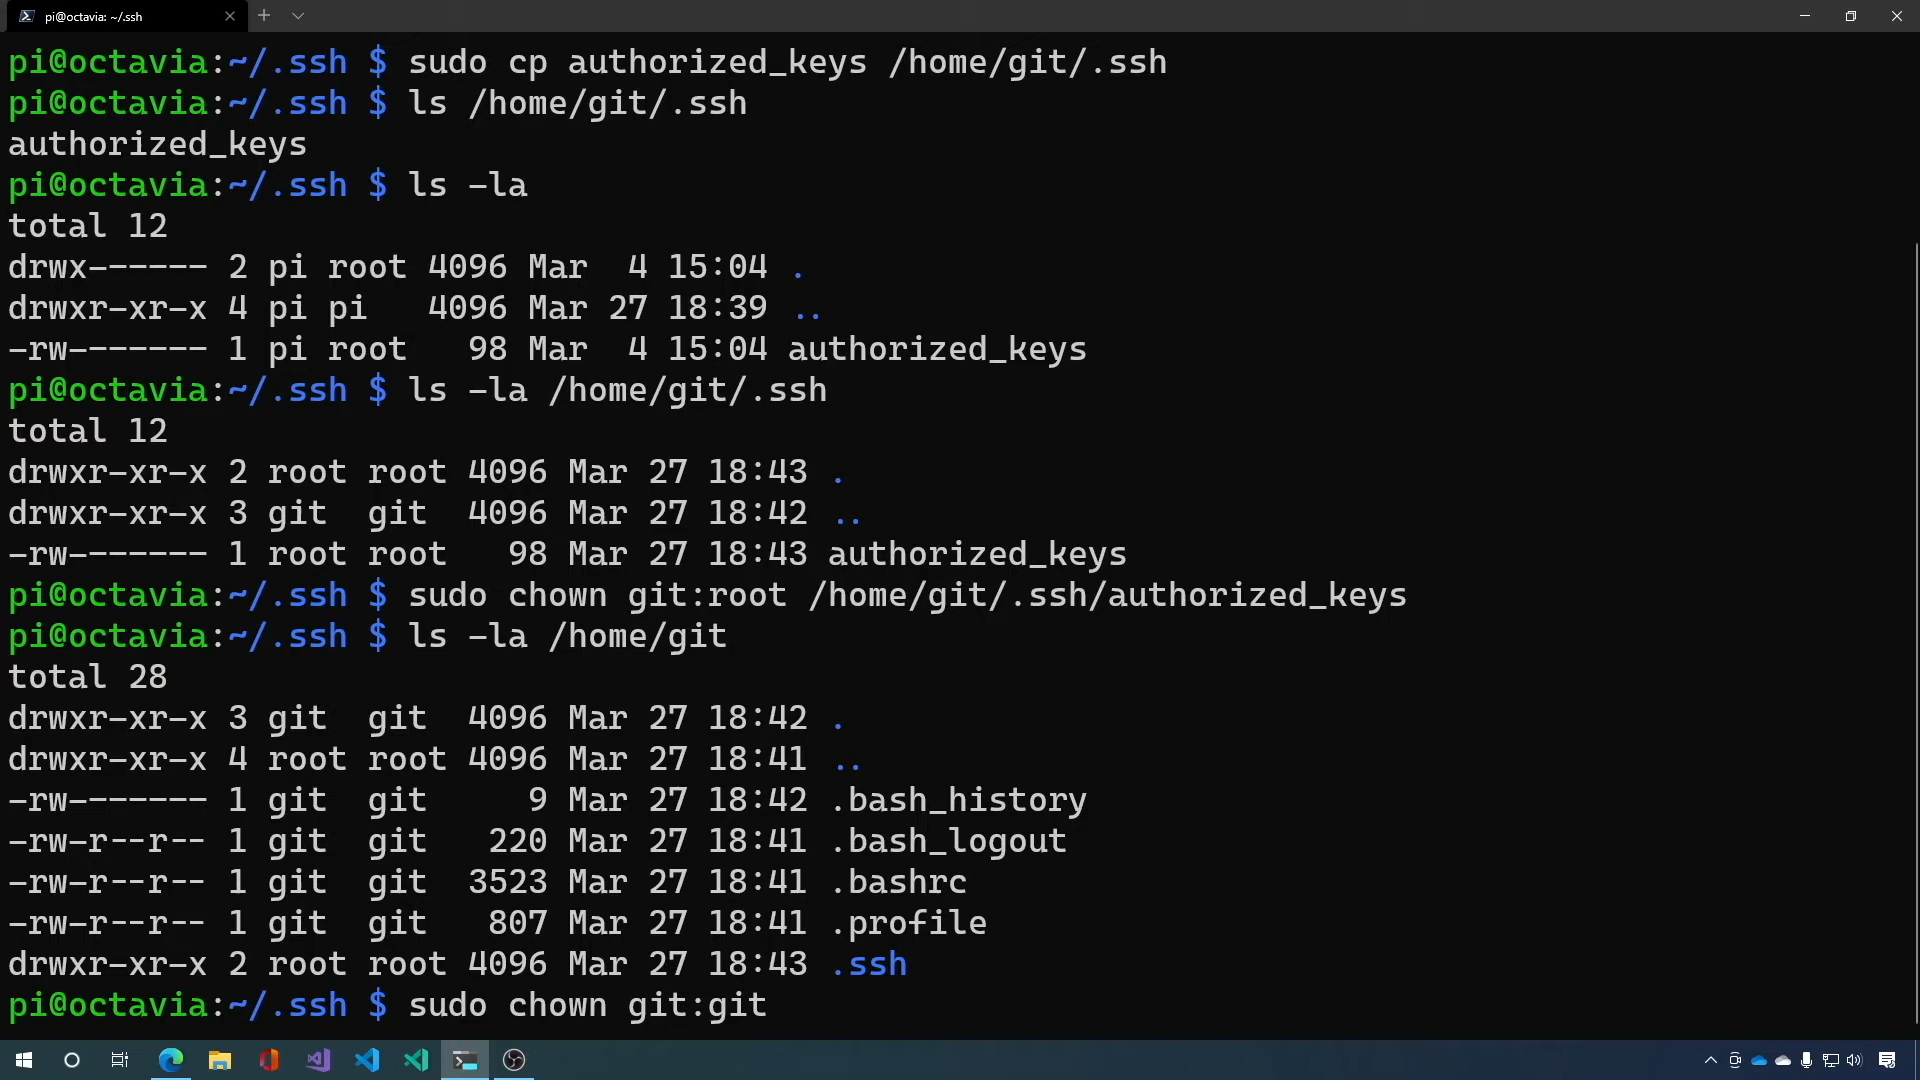 pi@octavia: ~/.ssh
pi@octavia:~/.ssh $ sudo cp authorized_keys /home/git/.ssh
pi@octavia:~/.ssh $ ls /home/git/.ssh
authorized_keys
pi@octavia:~/.ssh $ ls -la
total 12
drwx------ 2 pi root 4096 Mar  4 15:04 .
drwxr-xr-x 4 pi pi   4096 Mar 27 18:39 ..
-rw------- 1 pi root   98 Mar  4 15:04 authorized_keys
pi@octavia:~/.ssh $ ls -la /home/git/.ssh
total 12
drwxr-xr-x 2 root root 4096 Mar 27 18:43 .
drwxr-xr-x 3 git  git  4096 Mar 27 18:42 ..
-rw------- 1 root root   98 Mar 27 18:43 authorized_keys
pi@octavia:~/.ssh $ sudo chown git:root /home/git/.ssh/authorized_keys
pi@octavia:~/.ssh $ ls -la /home/git
total 28
drwxr-xr-x 3 git  git  4096 Mar 27 18:42 .
drwxr-xr-x 4 root root 4096 Mar 27 18:41 ..
-rw------- 1 git  git     9 Mar 27 18:42 .bash_history
-rw-r--r-- 1 git  git   220 Mar 27 18:41 .bash_logout
-rw-r--r-- 1 git  git  3523 Mar 27 18:41 .bashrc
-rw-r--r-- 1 git  git   807 Mar 27 18:41 .profile
drwxr-xr-x 2 root root 4096 Mar 27 18:43 .ssh
pi@octavia:~/.ssh $ sudo chown git:git